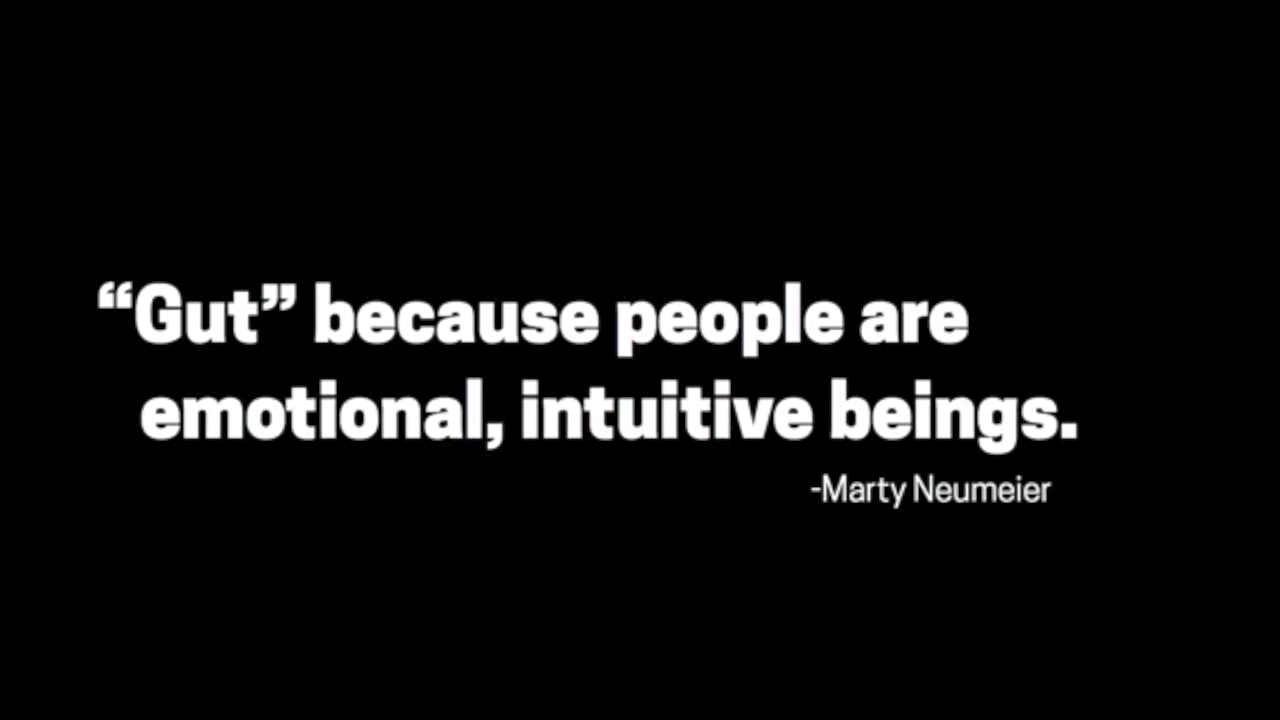 “Gut” because people are
emotional, intuitive beings.
-Marty Neumeier